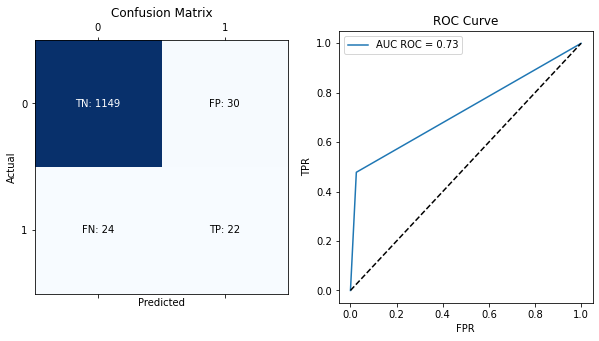 Confusion Matrix
0 1
0
1
Actual
TN: 1149 FP: 30
FN: 24 TP: 22
Predicted
ROC Curve
AUC ROC = 0.73
1.0
0.8
0.6
0.4
0.2
0.0
TPR
0.0 0.2 0.4 0.6 0.8 1.0
FPR